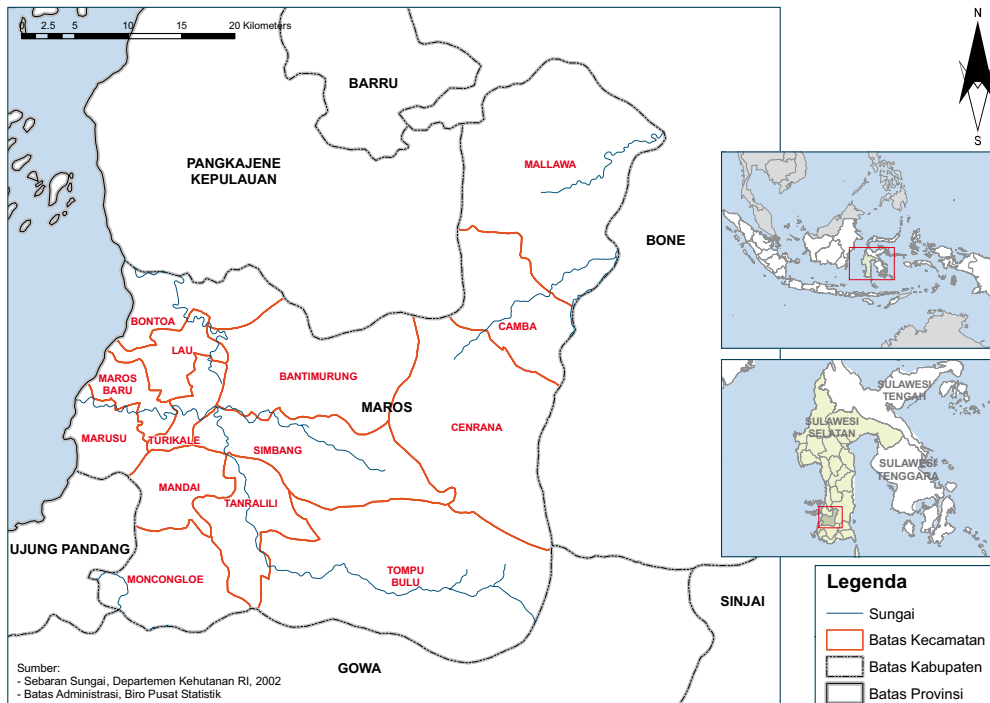 0 2.5 5 10 15 20 Kilometers
N
S
BARRU
PANGKAJENE
KEPULAUAN
MALLAWA
BONE
BONTOA
CAMBA
LAU
MAROS
BARU
BANTIMURUNG
MAROS
CENRANA
MARUSU
TURIKALE
SIMBANG
MANDAI
TANRALILI
UJUNG PANDANG
MONCONGLOE
TOMPU
BULU
SINJAI
GOWA
SULAWESI
TENGAH
SULAWESI
SELATAN
SULAWESI
TENGGARA
Legenda
Sungai
Batas Kecamatan
Batas Kabupaten
Batas Provinsi
Sumber:
- Sebaran Sungai, Departemen Kehutanan RI, 2002
- Batas Administrasi, Biro Pusat Statistik